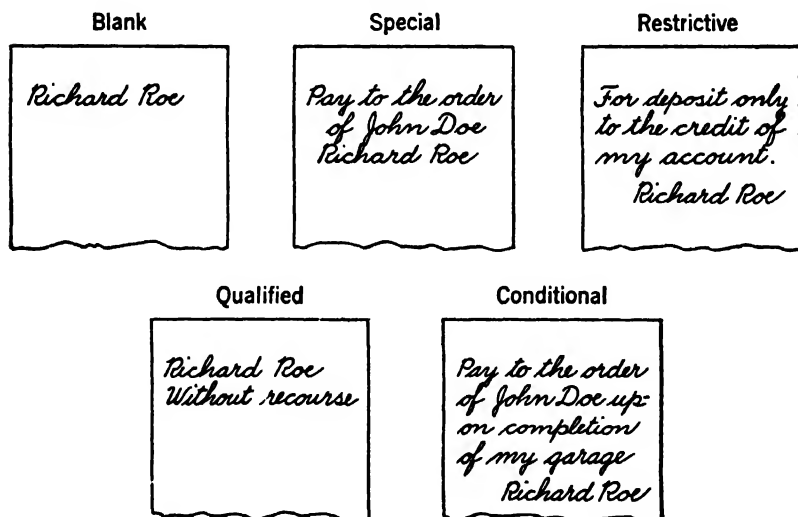 Blank
Richard Roe
Special
Pay to the order
of John Doe
Richard Roe
Restrictive
For deposit only
to the credit of
my account.
Richard Roe
Qualified
Richard Roe
Without recourse
Conditional
Pay to the order
of John Doe up-
on completion
of my garage
Richard Roe